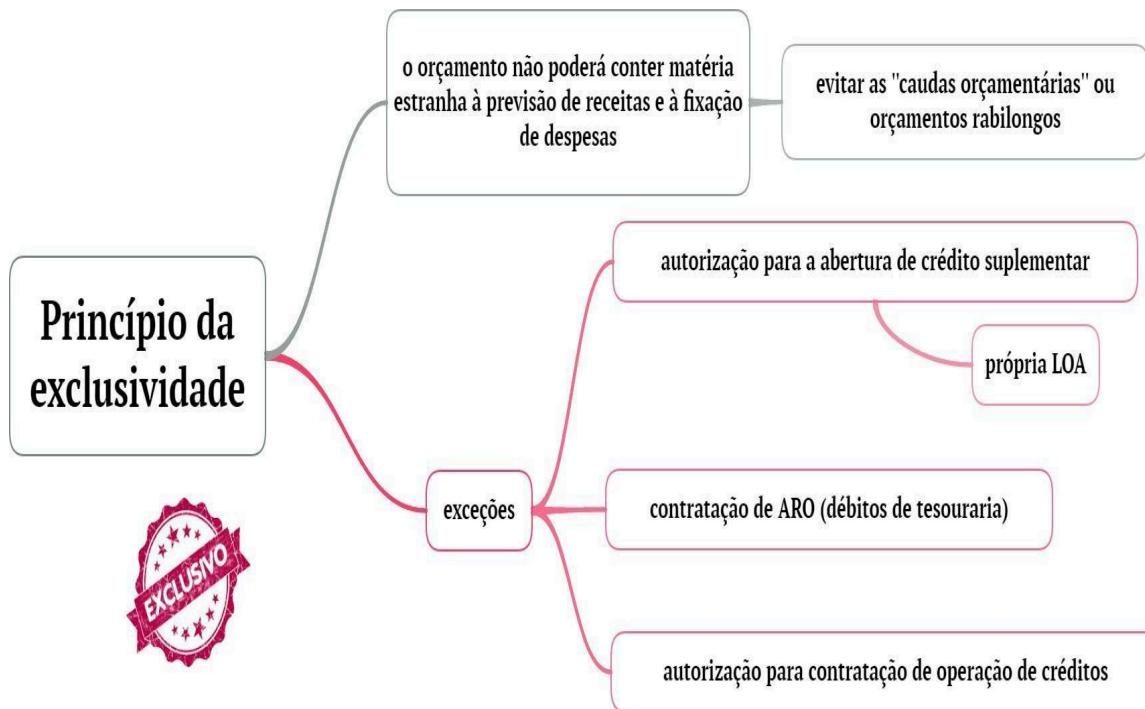 o orçamento não poderá conter matéria
estranha à previsão de receitas e à fixação
de despesas
evitar as "caudas orçamentárias" ou
orçamentos rabilongos
Princípio da
exclusividade
autorização para a abertura de crédito suplementar
própria LOA
exceções
contratação de ARO (débitos de tesouraria)
autorização para contratação de operação de créditos
EXCLUSIVO